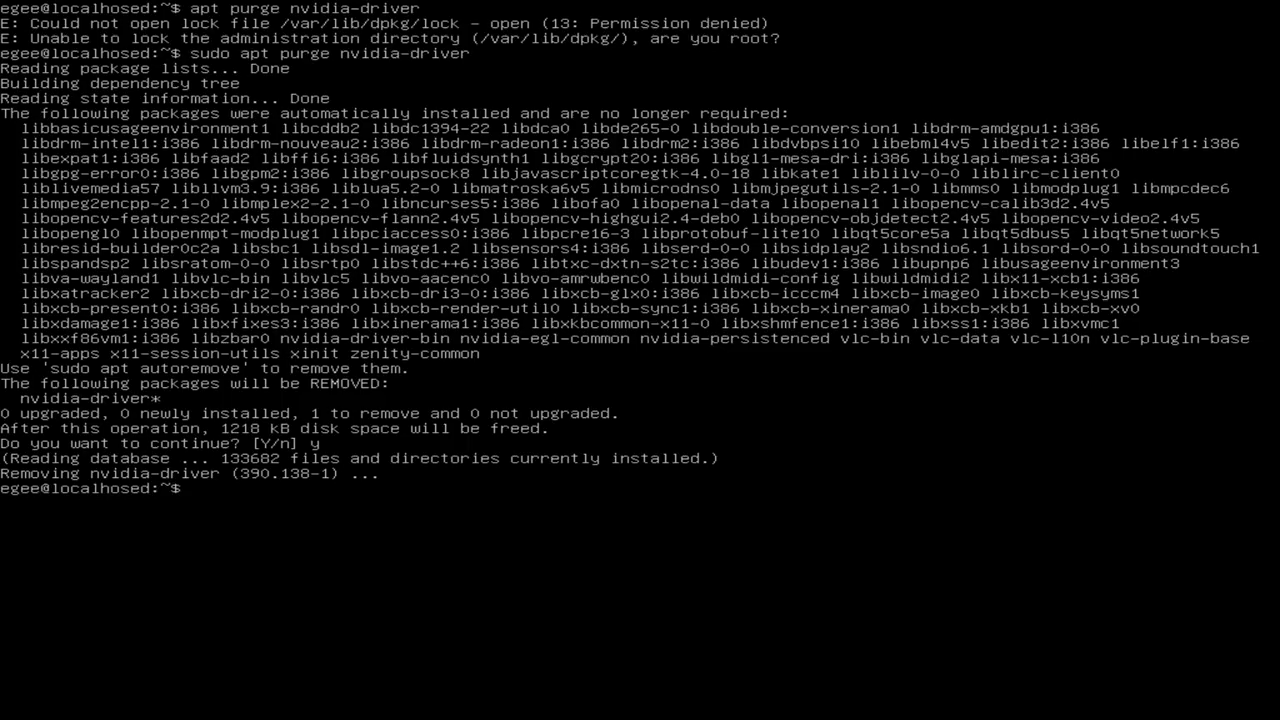 egee@localhosed:~$ apt purge nvidia-driver
E: Could not open lock file /var/lib/dpkg/lock - open (13: Permission denied)
E: Unable to lock the administration directory (/var/lib/dpkg/), are you root?
egee@localhosed:~$ sudo apt purge nvidia-driver
Reading package lists... Done
Building dependency tree
Reading state information... Done
The following packages were automatically installed and are no longer required:
libbasicusageenvironment1 libcddb2 libdc1394-22 libdca0 libde265-0 libdouble-conversion1 libdrm-amdgpu1:i386
libdrm-intel1:i386 libdrm-nouveau2:i386 libdrm-radeon1:i386 libdrm2:i386 libdvbpsi10 libebml4v5 libedit2:i386 libelf1:i386
libexpat1:i386 libfaad2 libffi6:i386 libfluidsynth1 libgcrypt20:i386 libgl1-mesa-dri:i386 libglapi-mesa:i386
libgpg-error0:i386 libgpm2:i386 libgroupsock8 libjavascriptcoregtk-4.0-18 libkate1 liblilv-0-0 liblirc-client0
liblivemedia57 libllvm3.9:i386 liblua5.2-0 libmatroska6v5 libmicrodns0 libmjpegutils-2.1-0 libmms0 libmodplug1 libmpcdec6
libmpeg2encpp-2.1-0 libmplex2-2.1-0 libncurses5:i386 libofa0 libopenal-data libopenal1 libopencv-calib3d2.4v5
libopencv-features2d2.4v5 libopencv-flann2.4v5 libopencv-highgui2.4-deb0 libopencv-objdetect2.4v5 libopencv-video2.4v5
libopengl0 libopenmpt-modplug1 libpciaccess0:i386 libpcre16-3 libprotobuf-lite10 libqt5core5a libqt5dbus5 libqt5network5
libresid-builder0c2a libsbc1 libsdl-image1.2 libsensors4:i386 libserd-0-0 libsidplay2 libsndio6.1 libsord-0-0 libsoundtouch1
libspandsp2 libsratom-0-0 libsrtp0 libstdc++6:i386 libtxc-dxtn-s2tc:i386 libudev1:i386 libupnp6 libusageenvironment3
libva-wayland1 libvlc-bin libvlc5 libvo-aacenc0 libvo-amrwbenc0 libwildmidi-config libwildmidi2 libx11-xcb1:i386
libxatracker2 libxcb-dri2-0:i386 libxcb-dri3-0:i386 libxcb-glx0:i386 libxcb-icccm4 libxcb-image0 libxcb-keysyms1
libxcb-present0:i386 libxcb-randr0 libxcb-render-util0 libxcb-sync1:i386 libxcb-xinerama0 libxcb-xkb1 libxcb-xv0
libxdamage1:i386 libxfixes3:i386 libxinerama1:i386 libxkbcommon-x11-0 libxshmfence1:i386 libxss1:i386 libxvmc1
libxxf86vm1:i386 libzbar0 nvidia-driver-bin nvidia-egl-common nvidia-persistenced vlc-bin vlc-data vlc-l10n vlc-plugin-base
x11-apps x11-session-utils xinit zenity-common
Use 'sudo apt autoremove' to remove them.
The following packages will be REMOVED:
nvidia-driver*
0 upgraded, 0 newly installed, 1 to remove and 0 not upgraded.
After this operation, 1218 kB disk space will be freed.
Do you want to continue? [Y/n] y
(Reading database ... 133682 files and directories currently installed.)
Removing nvidia-driver (390.138-1) ...
egee@localhosed:~$